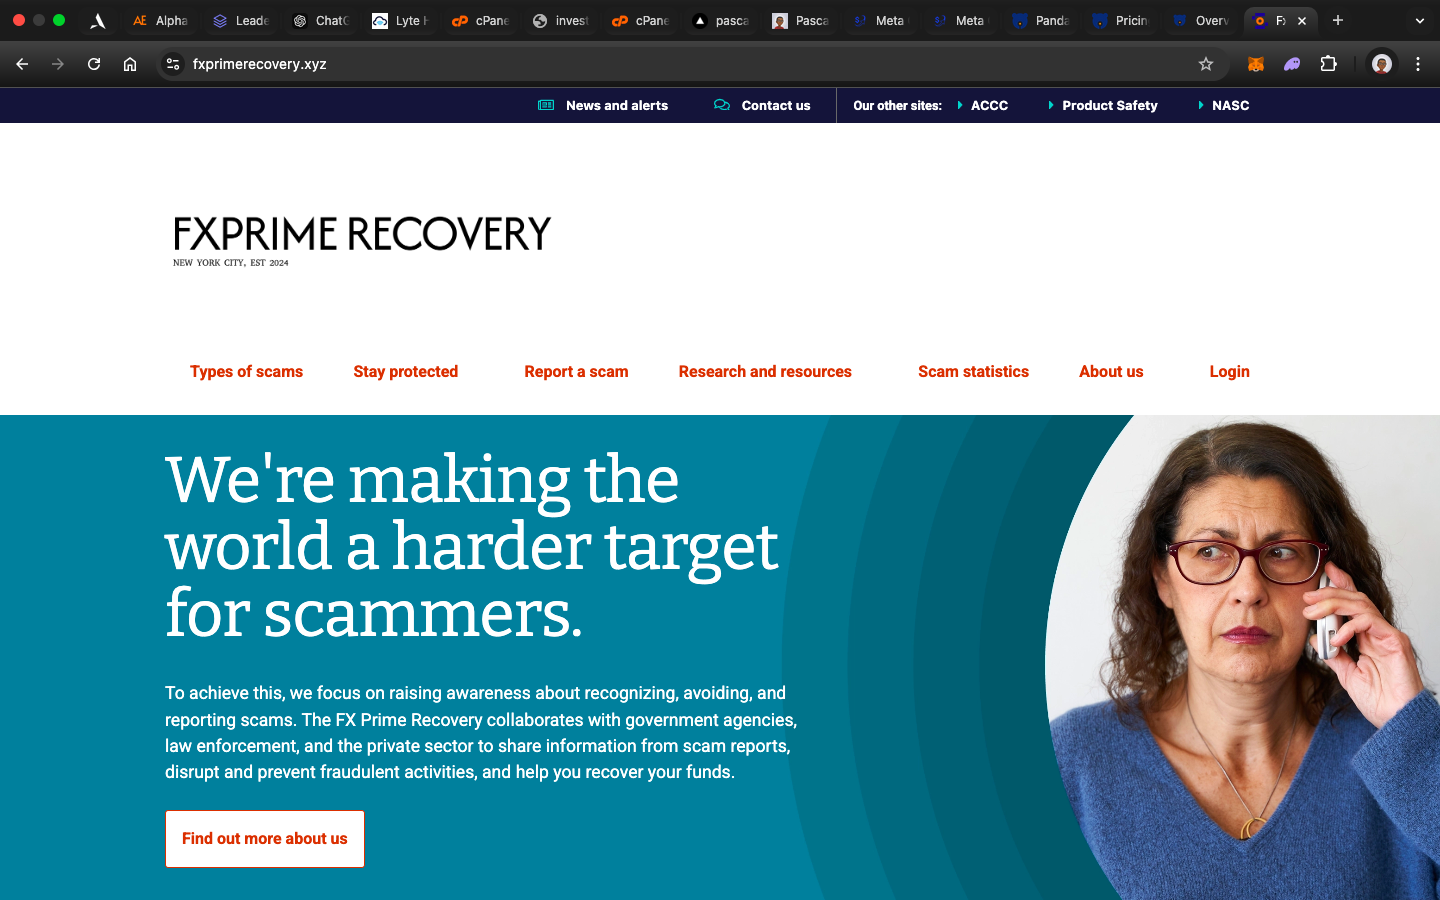 Alpha
Leade
ChatG
Lyte H
cPane
invest
cPane
pasca
Pasca
Meta
Meta
Panda
Pricin
Overv
Fx
fxprimerecovery.xyz
News and alerts
Contact us
Our other sites:
ACCC
Product Safety
NASC
FXPRIME RECOVERY
NEW YORK CITY, EST 2024
Types of scams
Stay protected
Report a scam
Research and resources
Scam statistics
About us
Login
We're making the
world a harder target
for scammers.
To achieve this, we focus on raising awareness about recognizing, avoiding, and
reporting scams. The FX Prime Recovery collaborates with government agencies,
law enforcement, and the private sector to share information from scam reports,
disrupt and prevent fraudulent activities, and help you recover your funds.
Find out more about us